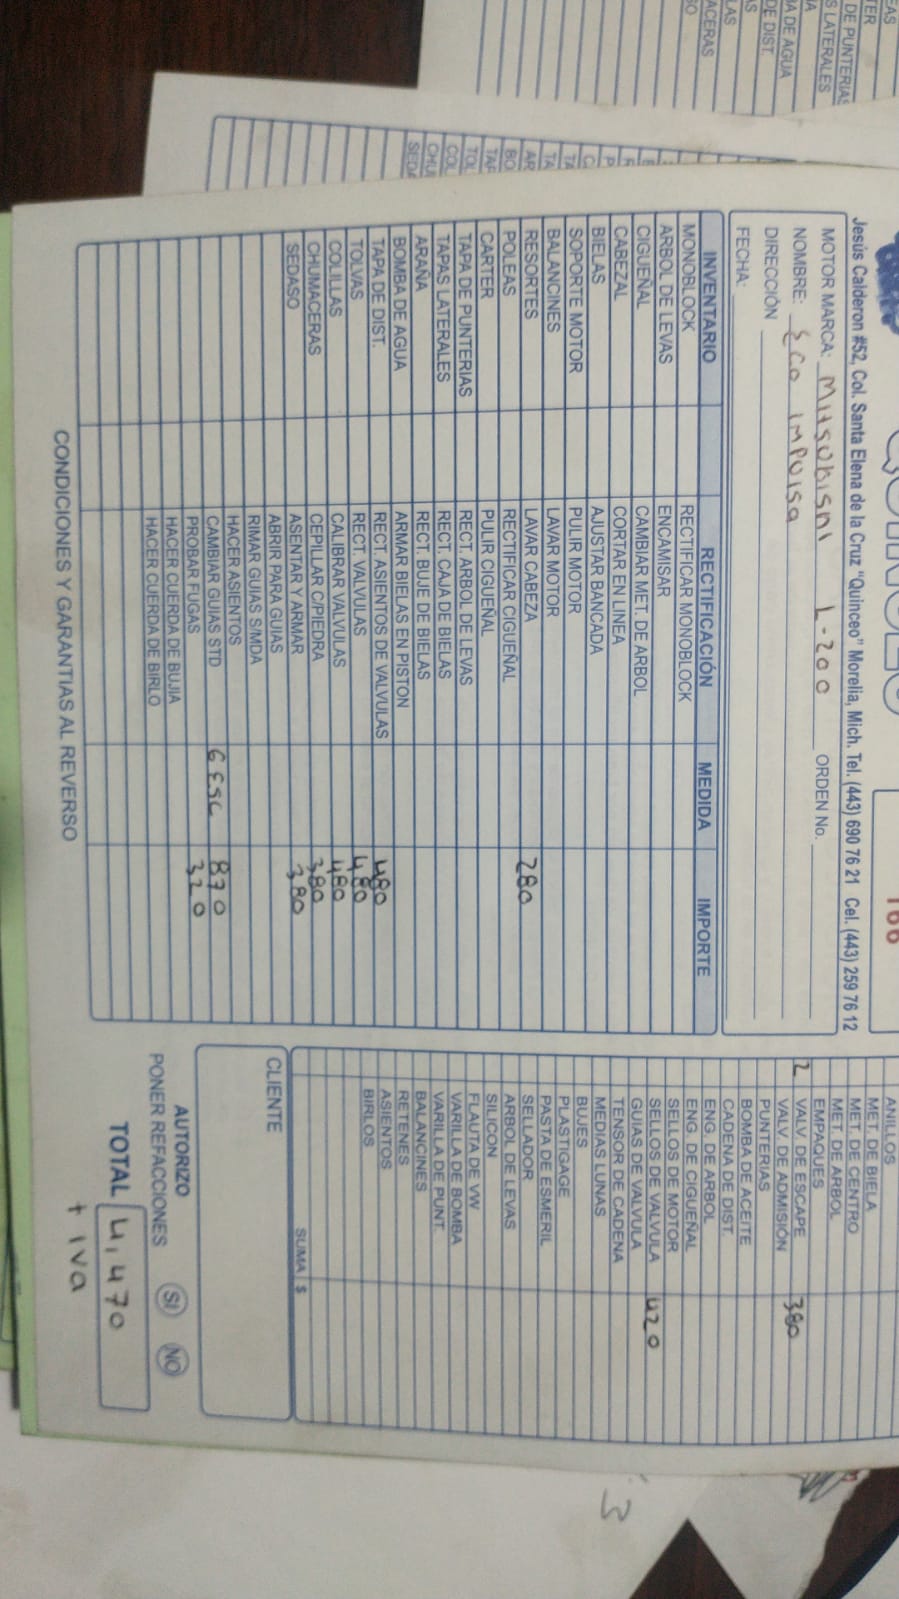 166
Jesús Calderon #52, Col. Santa Elena de la Cruz "Quinceo" Morelia, Mich. Tel. (443) 690 76 21 Cel. (443) 259 76 12
MOTOR MARCA: Mitsubishi L-200 ORDEN No.
NOMBRE: Eco impulsa
DIRECCIÓN
FECHA:
INVENTARIO RECTIFICACIÓN MEDIDA IMPORTE
MONOBLOCK RECTIFICAR MONOBLOCK
ARBOL DE LEVAS ENCAMISAR
CIGUEÑAL CAMBIAR MET. DE ARBOL
CABEZAL CORTAR EN LINEA
BIELAS AJUSTAR BANCADA
SOPORTE MOTOR PULIR MOTOR
BALANCINES LAVAR MOTOR
RESORTES LAVAR CABEZA 280
POLEAS RECTIFICAR CIGUEÑAL
CARTER PULIR CIGUEÑAL
TAPA DE PUNTERIAS RECT. ARBOL DE LEVAS
TAPAS LATERALES RECT. CAJA DE BIELAS
ARAÑA RECT. BUJE DE BIELAS
BOMBA DE AGUA ARMAR BIELAS EN PISTON
TAPA DE DIST. RECT. ASIENTOS DE VALVULAS 480
TOLVAS RECT. VALVULAS 480
COLILLAS CALIBRAR VALVULAS 480
CHUMACERAS CEPILLAR C/PIEDRA 380
SEDASO ASENTAR Y ARMAR 380
ABRIR PARA GUIAS
RIMAR GUIAS S/MDA
HACER ASIENTOS
CAMBIAR GUIAS STD 6 ESC 870
PROBAR FUGAS 320
HACER CUERDA DE BUJIA
HACER CUERDA DE BIRLO
CONDICIONES Y GARANTIAS AL REVERSO
ANILLOS
MET. DE BIELA
MET. DE CENTRO
MET. DE ARBOL
EMPAQUES
2 VALV. DE ESCAPE 380
VALV. DE ADMISIÓN
PUNTERIAS
BOMBA DE ACEITE
CADENA DE DIST.
ENG. DE ARBOL
ENG. DE CIGUEÑAL
SELLOS DE MOTOR
SELLOS DE VALVULA 420
GUIAS DE VALVULA
TENSOR DE CADENA
MEDIAS LUNAS
BUJES
PLASTIGAGE
PASTA DE ESMERIL
SELLADOR
ARBOL DE LEVAS
SILICON
FLAUTA DE VW
VARILLA DE BOMBA
VARILLA DE PUNT.
BALANCINES
RETENES
ASIENTOS
BIRLOS
SUMA $
CLIENTE
AUTORIZO
PONER REFACCIONES SI NO
TOTAL 4,470
+ iva